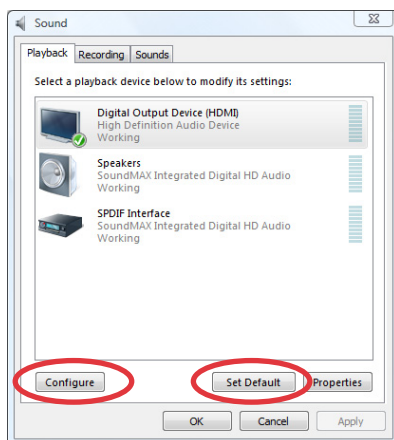 Sound
Playback Recording Sounds
Select a playback device below to modify its settings:
Digital Output Device (HDMI)
High Definition Audio Device
Working
Speakers
SoundMAX Integrated Digital HD Audio
Working
SPDIF Interface
SoundMAX Integrated Digital HD Audio
Working
Configure Set Default Properties
OK Cancel Apply